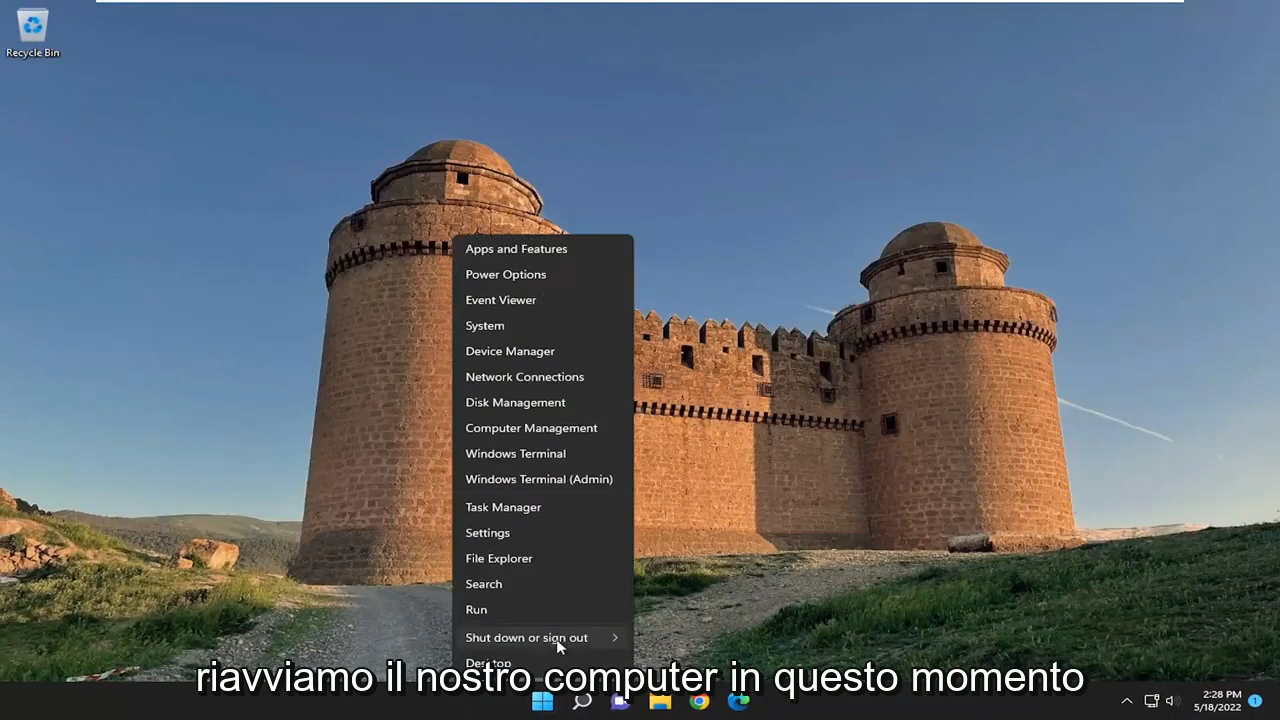 Recycle Bin
Apps and Features
Power Options
Event Viewer
System
Device Manager
Network Connections
Disk Management
Computer Management
Windows Terminal
Windows Terminal (Admin)
Task Manager
Settings
File Explorer
Search
Run
Shut down or sign out
Desktop
riavviamo il nostro computer in questo momento
2:28 PM
5/18/2022
1